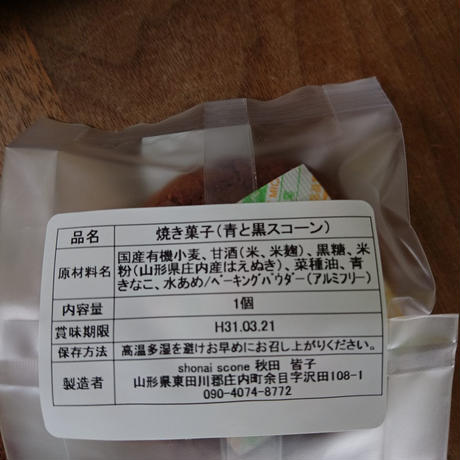 品名 焼き菓子(青と黒スコーン)
原材料名 国産有機小麦、甘酒(米、米麹)、黒糖、米
粉(山形県庄内産はえぬき)、菜種油、青
きなこ、水あめ/ベーキングパウダー(アルミフリー)
内容量 1個
賞味期限 H31.03.21
保存方法 高温多湿を避けお早めにお召し上がりください。
製造者 shonai scone 秋田 皆子
山形県東田川郡庄内町余目字沢田108-1
090-4074-8772